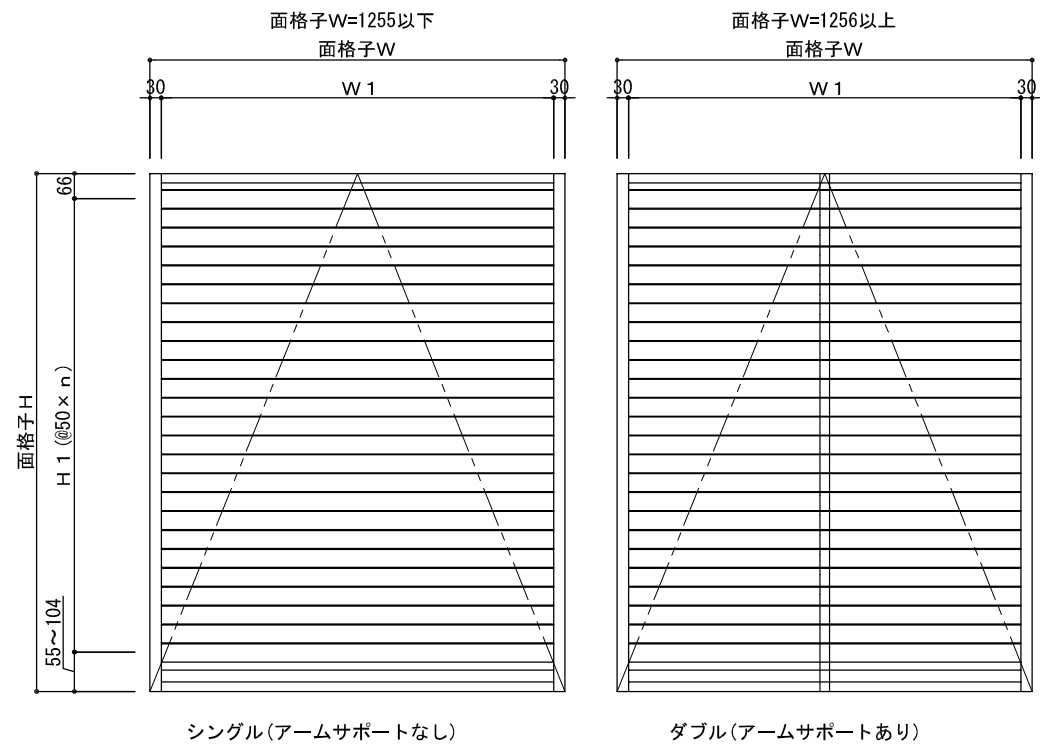 面格子W=1255以下
面格子W
30
W1
30
面格子W=1256以上
面格子W
30
W1
30
66
面格子H
H1(@50×n)
55~104
シングル(アームサポートなし)
ダブル(アームサポートあり)